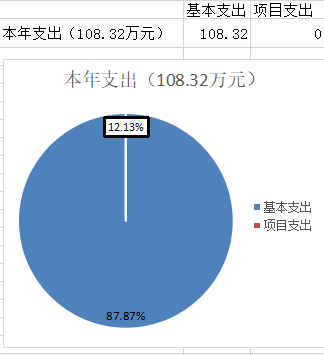 基本支出 项目支出
本年支出（108.32万元） 108.32 0
本年支出（108.32万元）
12.13%
基本支出
项目支出
87.87%